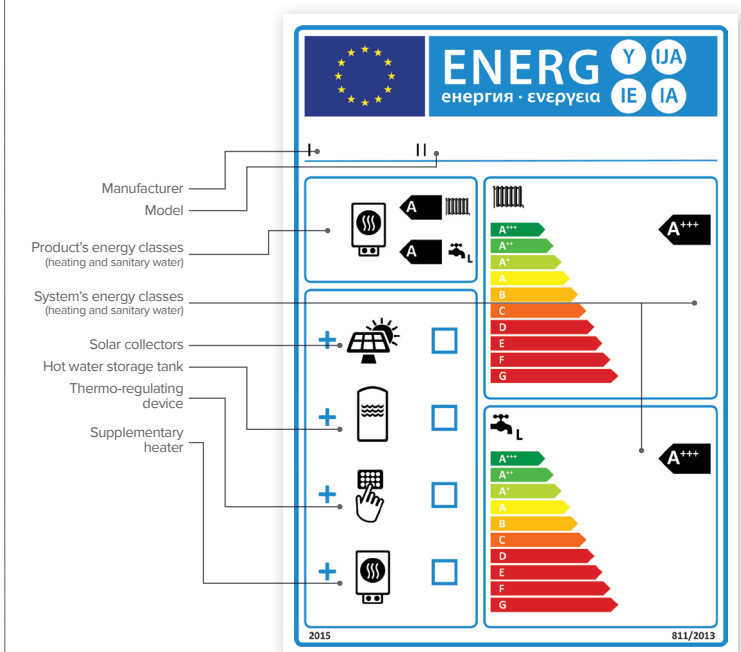 ENERG Y IJA
енергия · ενεργεια IE IA
I II
Manufacturer
Model
Product's energy classes
(heating and sanitary water)
System's energy classes
(heating and sanitary water)
Solar collectors
Hot water storage tank
Thermo-regulating
device
Supplementary
heater
A
A
L
A+++
A++
A+
A
B
C
D
E
F
G
A+++
L
A+++
A++
A+
A
B
C
D
E
F
G
A+++
2015
811/2013